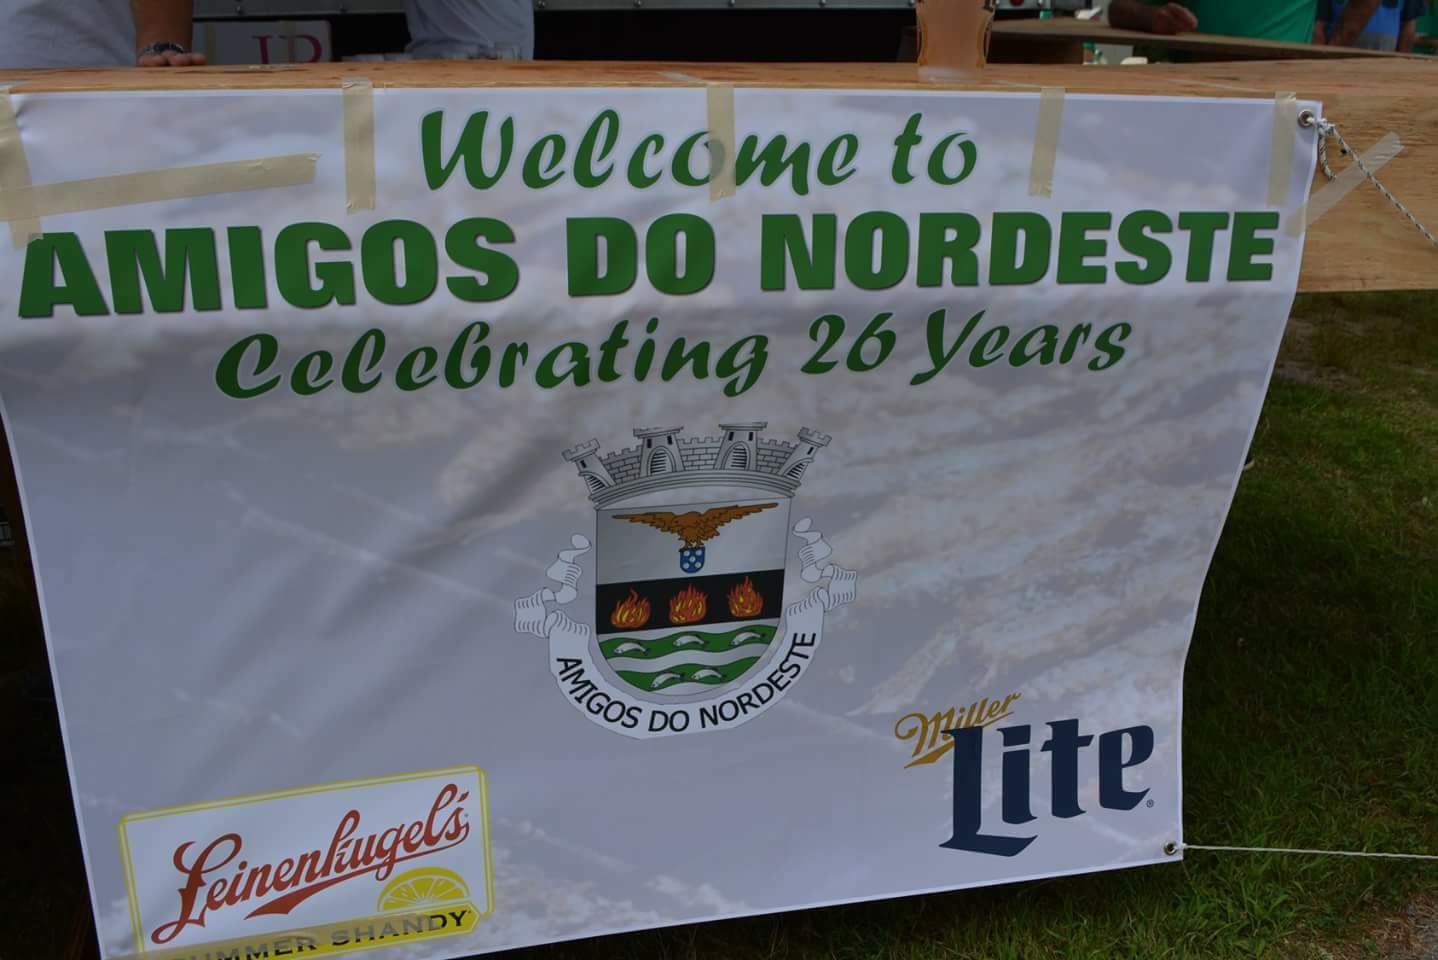 Welcome to
AMIGOS DO NORDESTE
Celebrating 26 Years
AMIGOS DO NORDESTE
Miller
Lite
Leinenkugel's
SUMMER SHANDY